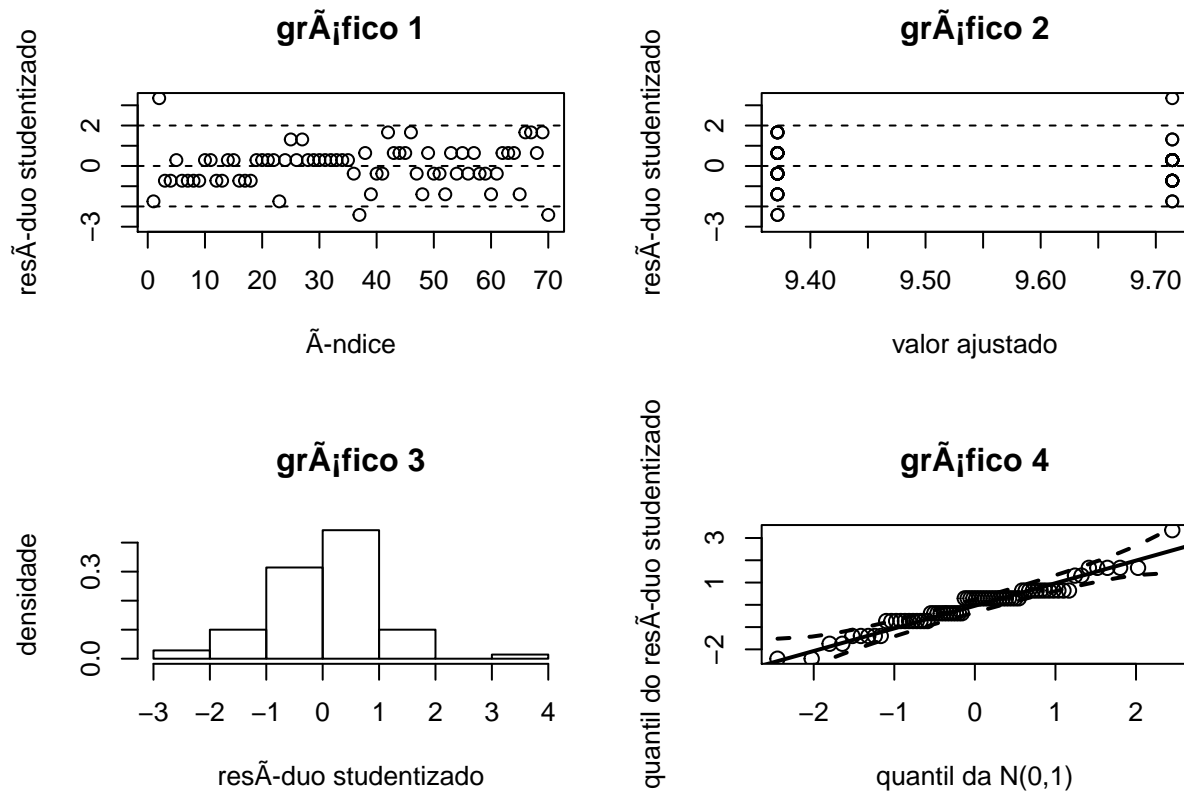 grÃ¡fico 1
resÃ-duo studentizado
2
0
−3
0 10 20 30 40 50 60 70
Ã-ndice
grÃ¡fico 2
resÃ-duo studentizado
2
0
−3
9.40 9.50 9.60 9.70
valor ajustado
grÃ¡fico 3
densidade
0.3
0.0
−3 −2 −1 0 1 2 3 4
resÃ-duo studentizado
grÃ¡fico 4
quantil do resÃ-duo studentizado
3
1
−2
−2 −1 0 1 2
quantil da N(0,1)